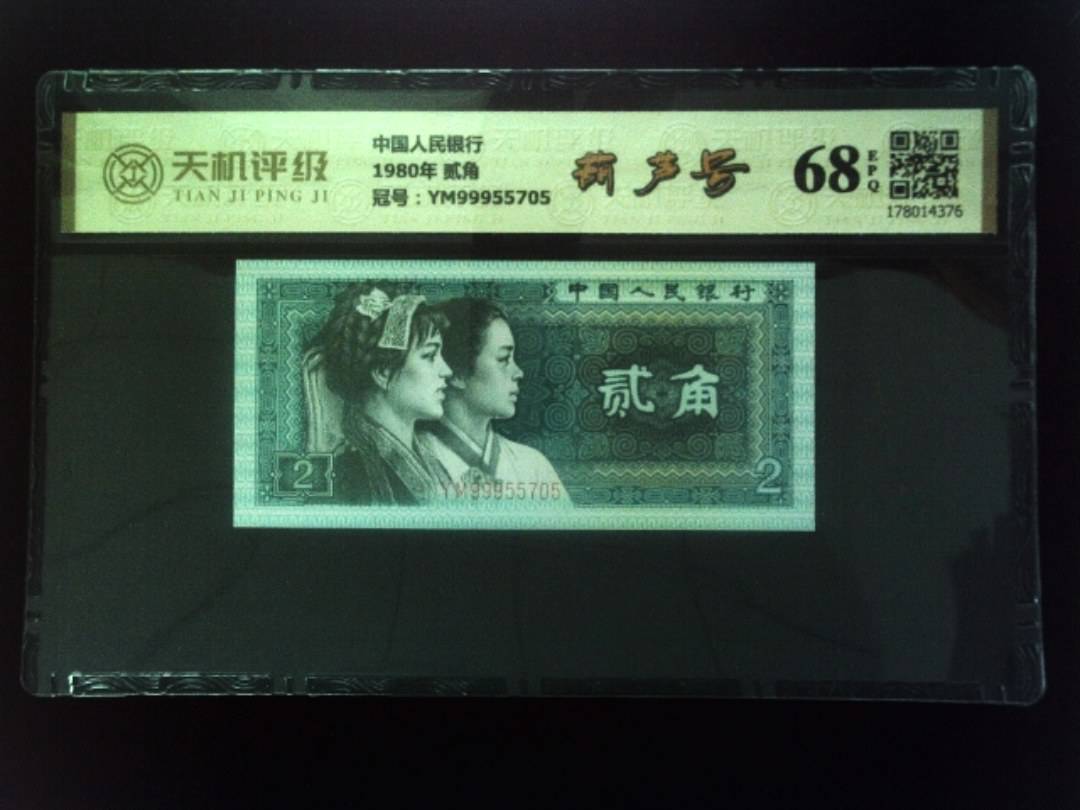 天机评级
TIAN JI PING JI
中国人民银行
1980年 贰角
冠号：YM99955705
葫芦号
68
EPQ
178014376
中国人民银行
贰角
2
YM99955705
2